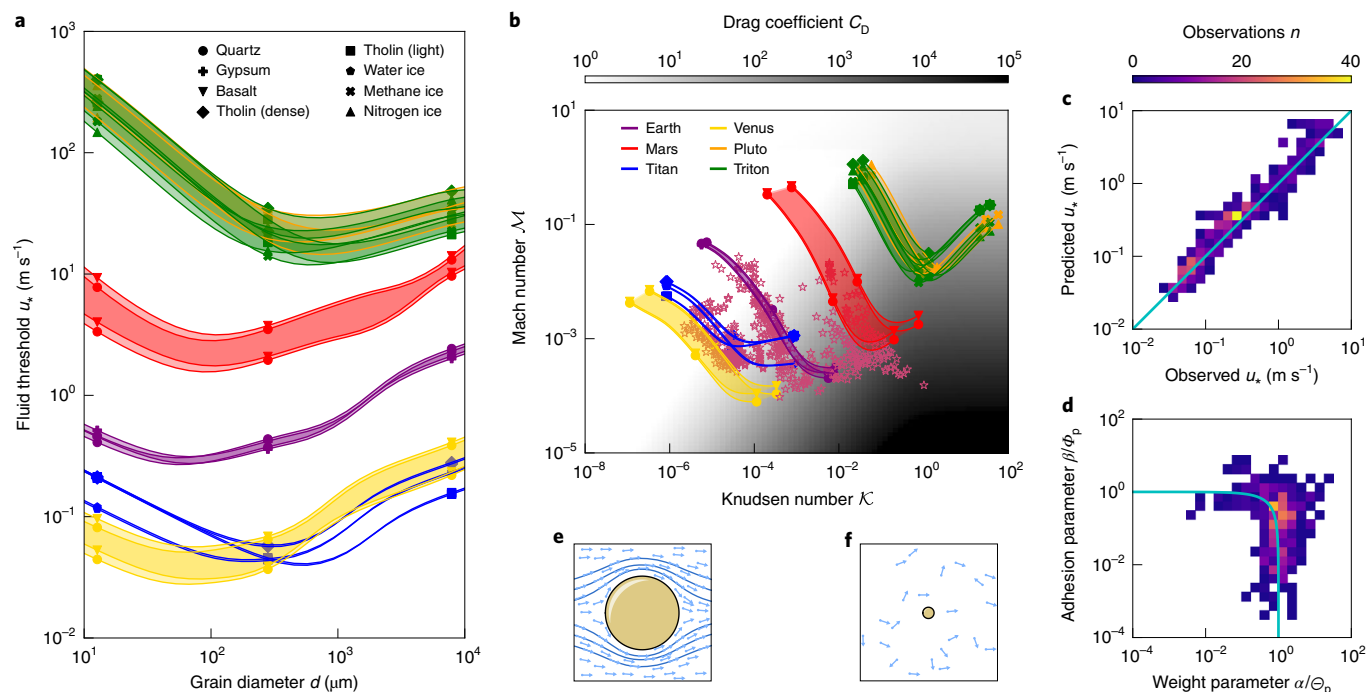 a
10³
10²
10¹
10⁰
10⁻¹
10⁻²
Fluid threshold u* (m s⁻¹)
Quartz
Gypsum
Basalt
Tholin (dense)
Tholin (light)
Water ice
Methane ice
Nitrogen ice
10¹
10²
10³
10⁴
Grain diameter d (μm)
b
Drag coefficient C_D
10⁰
10¹
10²
10³
10⁴
10⁵
10¹
10⁻¹
10⁻³
10⁻⁵
Mach number ℳ
Earth
Mars
Titan
Venus
Pluto
Triton
10⁻⁸
10⁻⁶
10⁻⁴
10⁻²
10⁰
10²
Knudsen number 𝒦
Observations n
0
20
40
c
10¹
10⁰
10⁻¹
10⁻²
Predicted u* (m s⁻¹)
10⁻²
10⁻¹
10⁰
10¹
Observed u* (m s⁻¹)
d
10²
10⁰
10⁻²
10⁻⁴
Adhesion parameter β/Φₚ
10⁻⁴
10⁻²
10⁰
10²
Weight parameter α/Θₚ
e
f